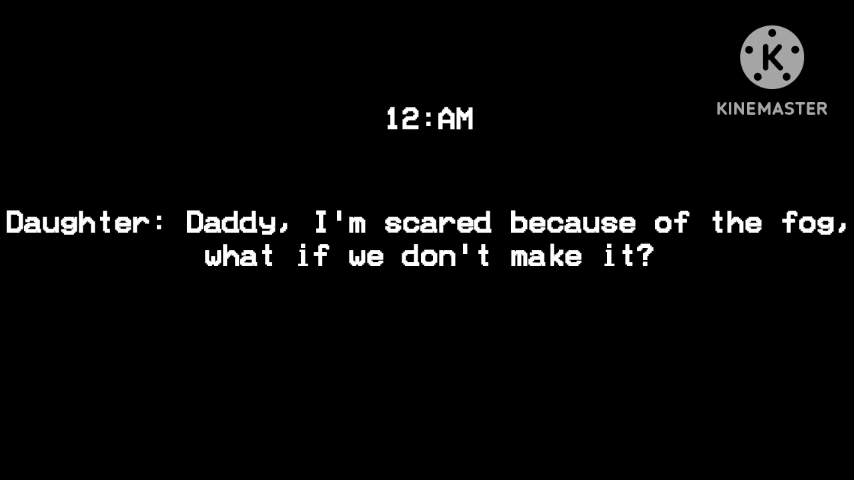 K
KINEMASTER
12:AM
Daughter: Daddy, I'm scared because of the fog,
what if we don't make it?